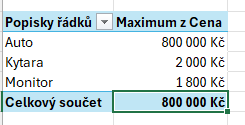 Popisky řádků Maximum z Cena
Auto 800 000 Kč
Kytara 2 000 Kč
Monitor 1 800 Kč
Celkový součet 800 000 Kč